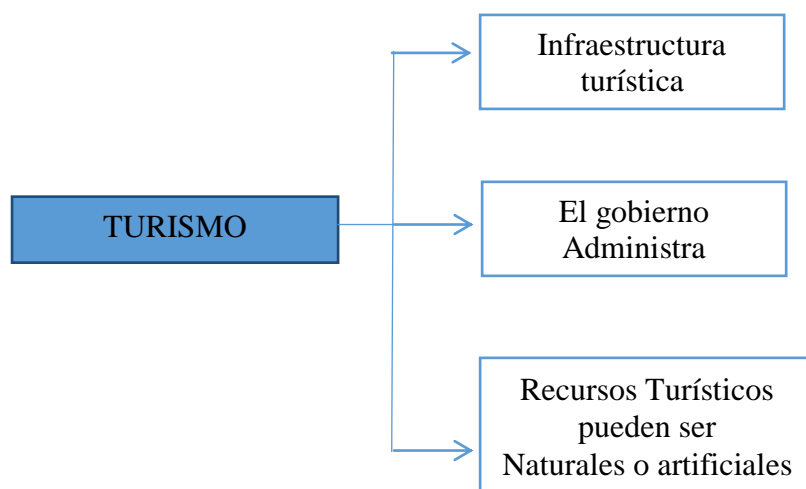 Infraestructura
turística
TURISMO
El gobierno
Administra
Recursos Turísticos
pueden ser
Naturales o artificiales